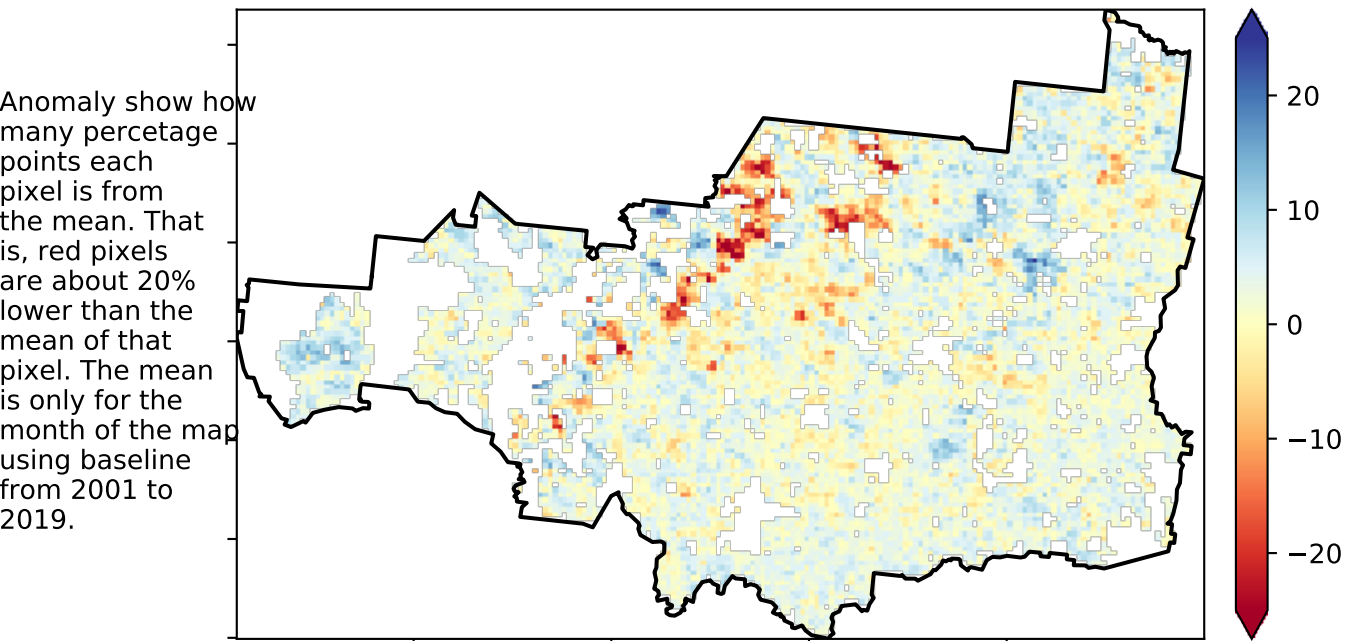 Anomaly show how
many percetage
points each
pixel is from
the mean. That
is, red pixels
are about 20%
lower than the
mean of that
pixel. The mean
is only for the
month of the map
using baseline
from 2001 to
2019.
20
10
0
−10
−20